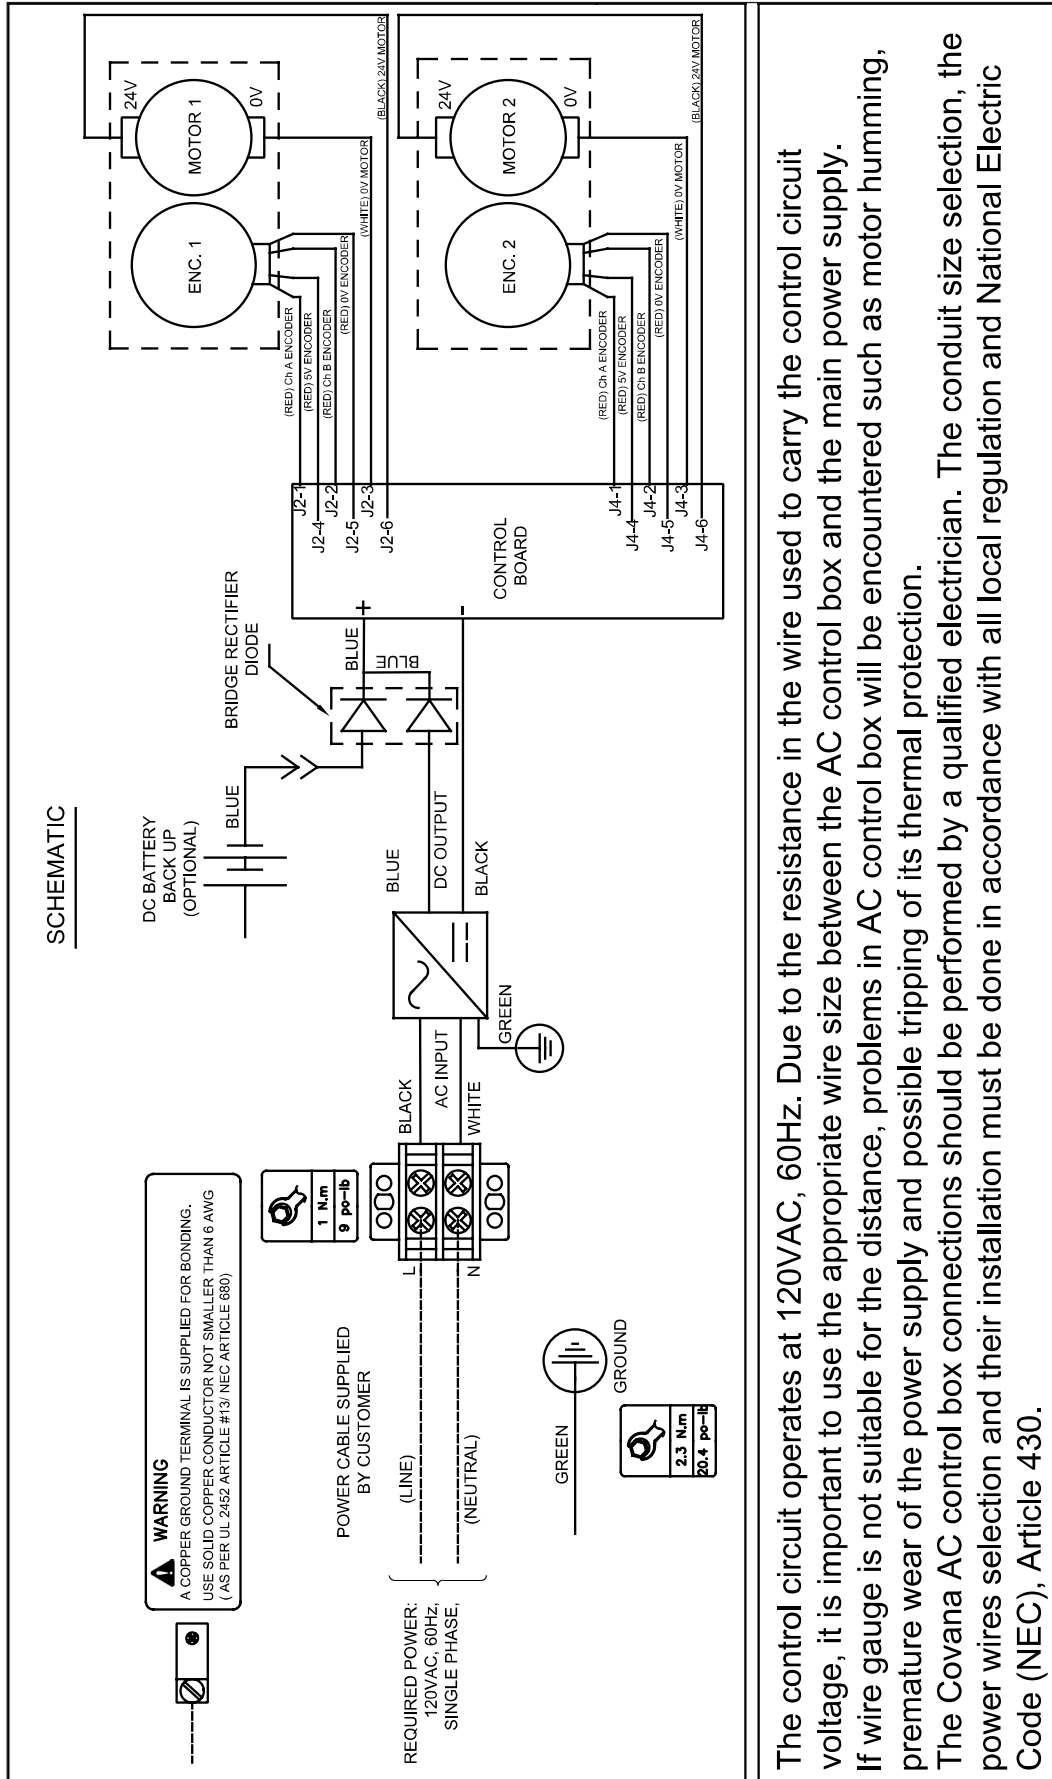 SCHEMATIC
WARNING
A COPPER GROUND TERMINAL IS SUPPLIED FOR BONDING.
USE SOLID COPPER CONDUCTOR NOT SMALLER THAN 6 AWG
( AS PER UL 2452 ARTICLE #13/ NEC ARTICLE 680)
REQUIRED POWER:
120VAC, 60Hz,
SINGLE PHASE,
POWER CABLE SUPPLIED
BY CUSTOMER
(LINE)
(NEUTRAL)
GREEN
GROUND
2.3 N.m
20.4 po-lb
1 N.m
9 po-lb
L
N
BLACK
AC INPUT
WHITE
GREEN
DC BATTERY
BACK UP
(OPTIONAL)
BLUE
BLUE
DC OUTPUT
BLACK
BRIDGE RECTIFIER
DIODE
BLUE
BLUE
+
-
CONTROL
BOARD
J2-1
J2-4
J2-2
J2-5
J2-3
J2-6
J4-1
J4-4
J4-2
J4-5
J4-3
J4-6
(RED) Ch A ENCODER
(RED) 5V ENCODER
(RED) Ch B ENCODER
(RED) 0V ENCODER
(WHITE) 0V MOTOR
(BLACK) 24V MOTOR
ENC. 1
MOTOR 1
24V
0V
(RED) Ch A ENCODER
(RED) 5V ENCODER
(RED) Ch B ENCODER
(RED) 0V ENCODER
(WHITE) 0V MOTOR
(BLACK) 24V MOTOR
ENC. 2
MOTOR 2
24V
0V
The control circuit operates at 120VAC, 60Hz. Due to the resistance in the wire used to carry the control circuit
voltage, it is important to use the appropriate wire size between the AC control box and the main power supply.
If wire gauge is not suitable for the distance, problems in AC control box will be encountered such as motor humming,
premature wear of the power supply and possible tripping of its thermal protection.
The Covana AC control box connections should be performed by a qualified electrician. The conduit size selection, the
power wires selection and their installation must be done in accordance with all local regulation and National Electric
Code (NEC), Article 430.